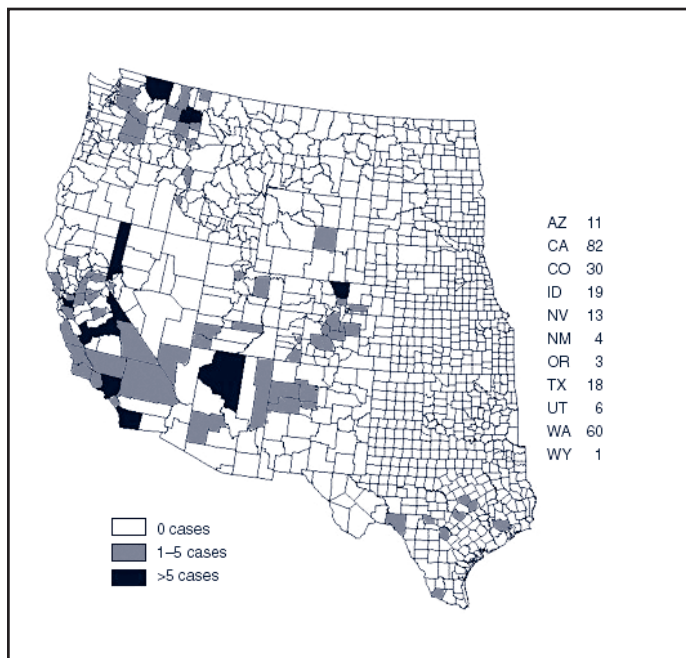 AZ 11
CA 82
CO 30
ID 19
NV 13
NM 4
OR 3
TX 18
UT 6
WA 60
WY 1
0 cases
1–5 cases
>5 cases